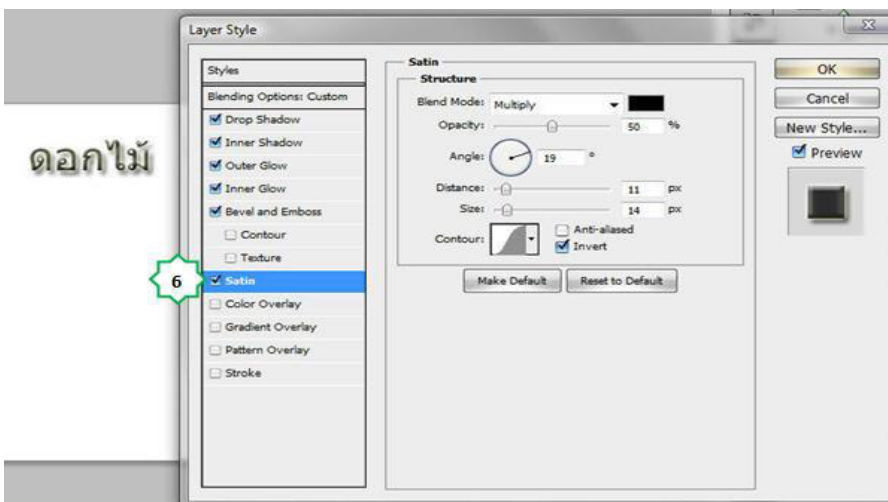 Layer Style
ดอกไม้
Styles
Blending Options: Custom
Drop Shadow
Inner Shadow
Outer Glow
Inner Glow
Bevel and Emboss
Contour
Texture
6
Satin
Color Overlay
Gradient Overlay
Pattern Overlay
Stroke
Satin
Structure
Blend Mode: Multiply
Opacity: 50 %
Angle: 19 °
Distance: 11 px
Size: 14 px
Contour: Anti-aliased
Invert
Make Default Reset to Default
OK
Cancel
New Style...
Preview